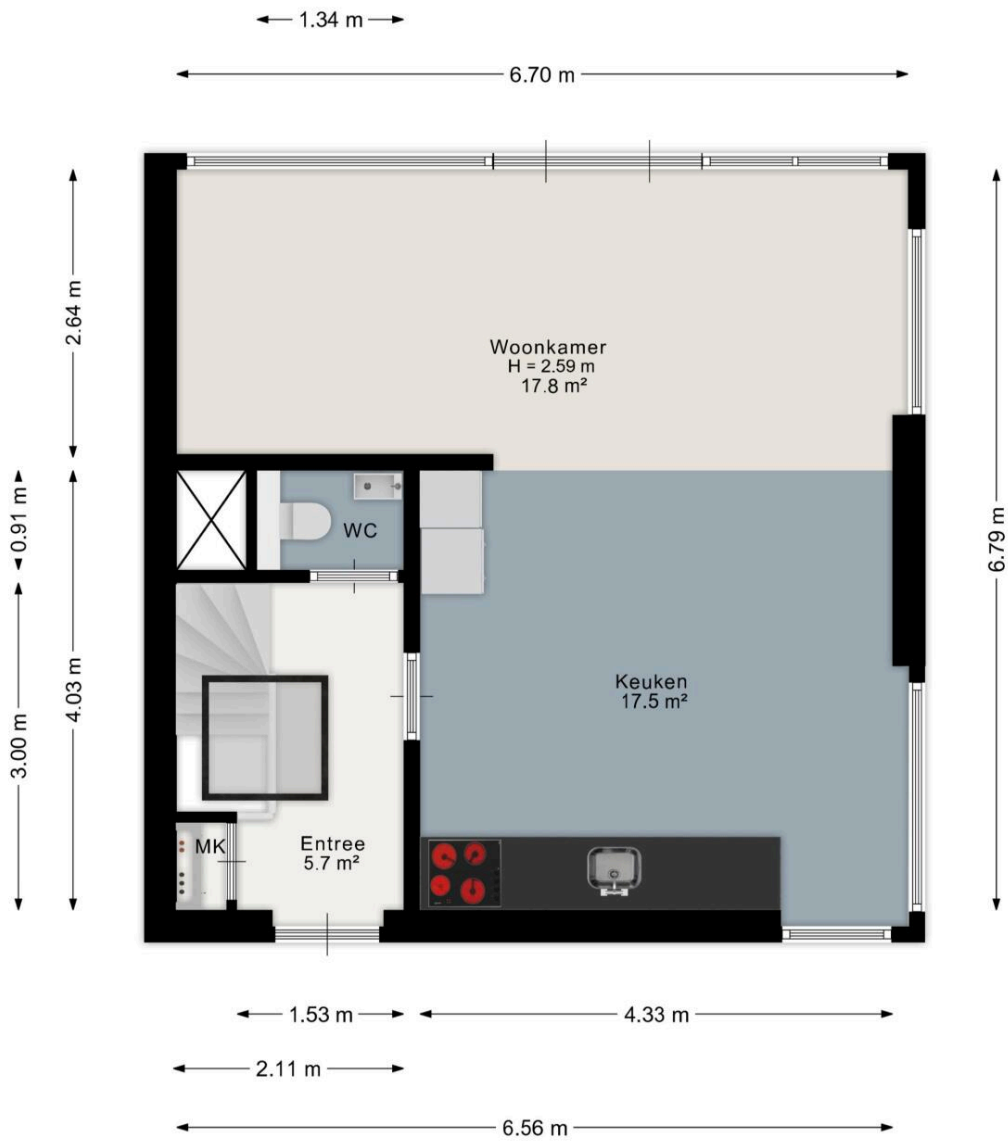 1.34 m
6.70 m
2.64 m
Woonkamer
H = 2.59 m
17.8 m²
0.91 m
WC
6.79 m
4.03 m
3.00 m
Keuken
17.5 m²
MK
Entree
5.7 m²
1.53 m
4.33 m
2.11 m
6.56 m